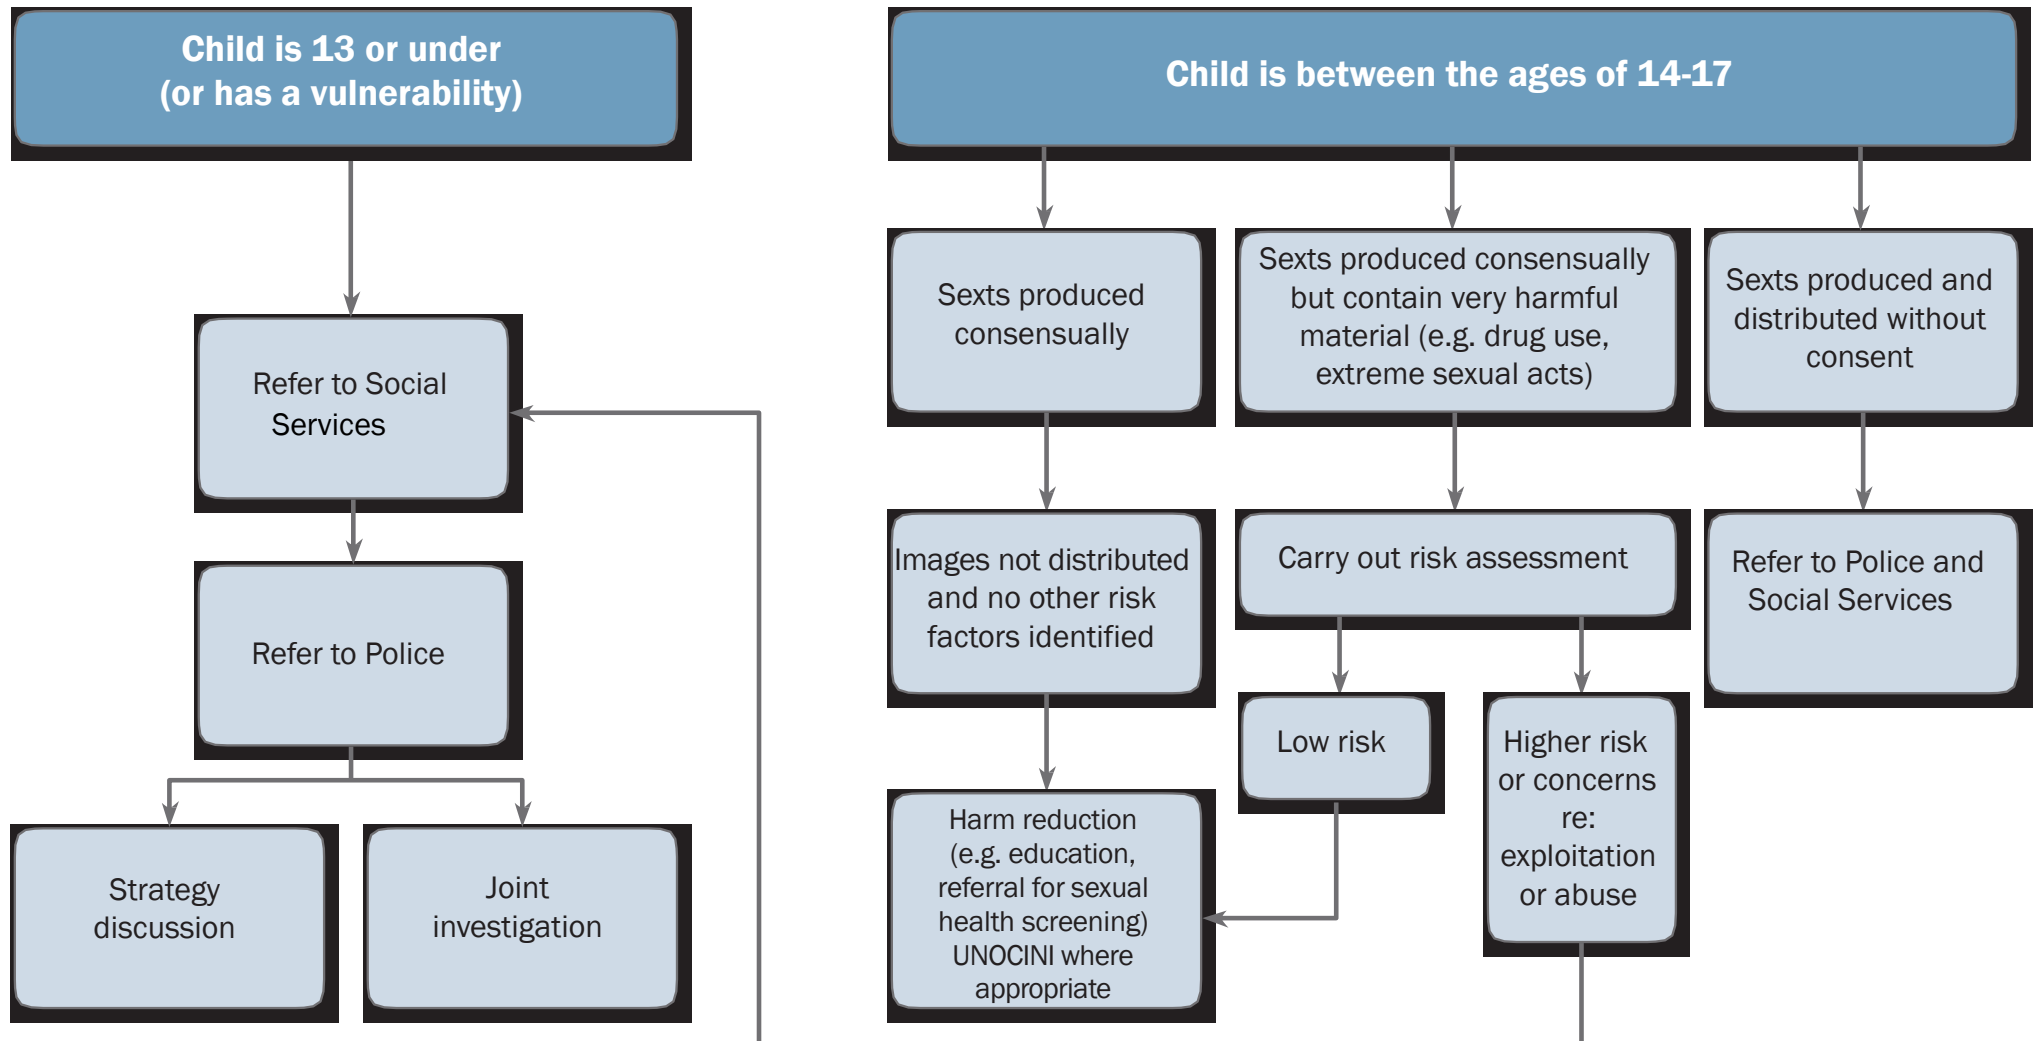 Child is 13 or under
(or has a vulnerability)
Refer to Social
Services
Refer to Police
Strategy
discussion
Joint
investigation
Child is between the ages of 14-17
Sexts produced
consensually
Images not distributed
and no other risk
factors identified
Harm reduction
(e.g. education,
referral for sexual
health screening)
UNOCINI where
appropriate
Sexts produced consensually
but contain very harmful
material (e.g. drug use,
extreme sexual acts)
Carry out risk assessment
Low risk
Higher risk
or concerns
re:
exploitation
or abuse
Sexts produced and
distributed without
consent
Refer to Police and
Social Services